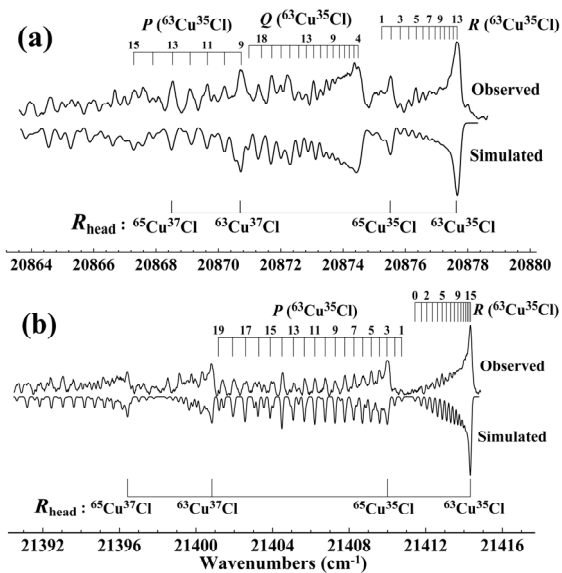 (a)
P (⁶³Cu³⁵Cl) Q (⁶³Cu³⁵Cl) R (⁶³Cu³⁵Cl)
15 13 11 9 18 13 9 4 1 3 5 7 9 13
Observed
Simulated
Rhead : ⁶⁵Cu³⁷Cl ⁶³Cu³⁷Cl ⁶⁵Cu³⁵Cl ⁶³Cu³⁵Cl
20864 20866 20868 20870 20872 20874 20876 20878 20880
(b)
P (⁶³Cu³⁵Cl) R (⁶³Cu³⁵Cl)
19 17 15 13 11 9 7 5 3 1 0 2 5 9 15
Observed
Simulated
Rhead : ⁶⁵Cu³⁷Cl ⁶³Cu³⁷Cl ⁶⁵Cu³⁵Cl ⁶³Cu³⁵Cl
21392 21396 21400 21404 21408 21412 21416
Wavenumbers (cm⁻¹)